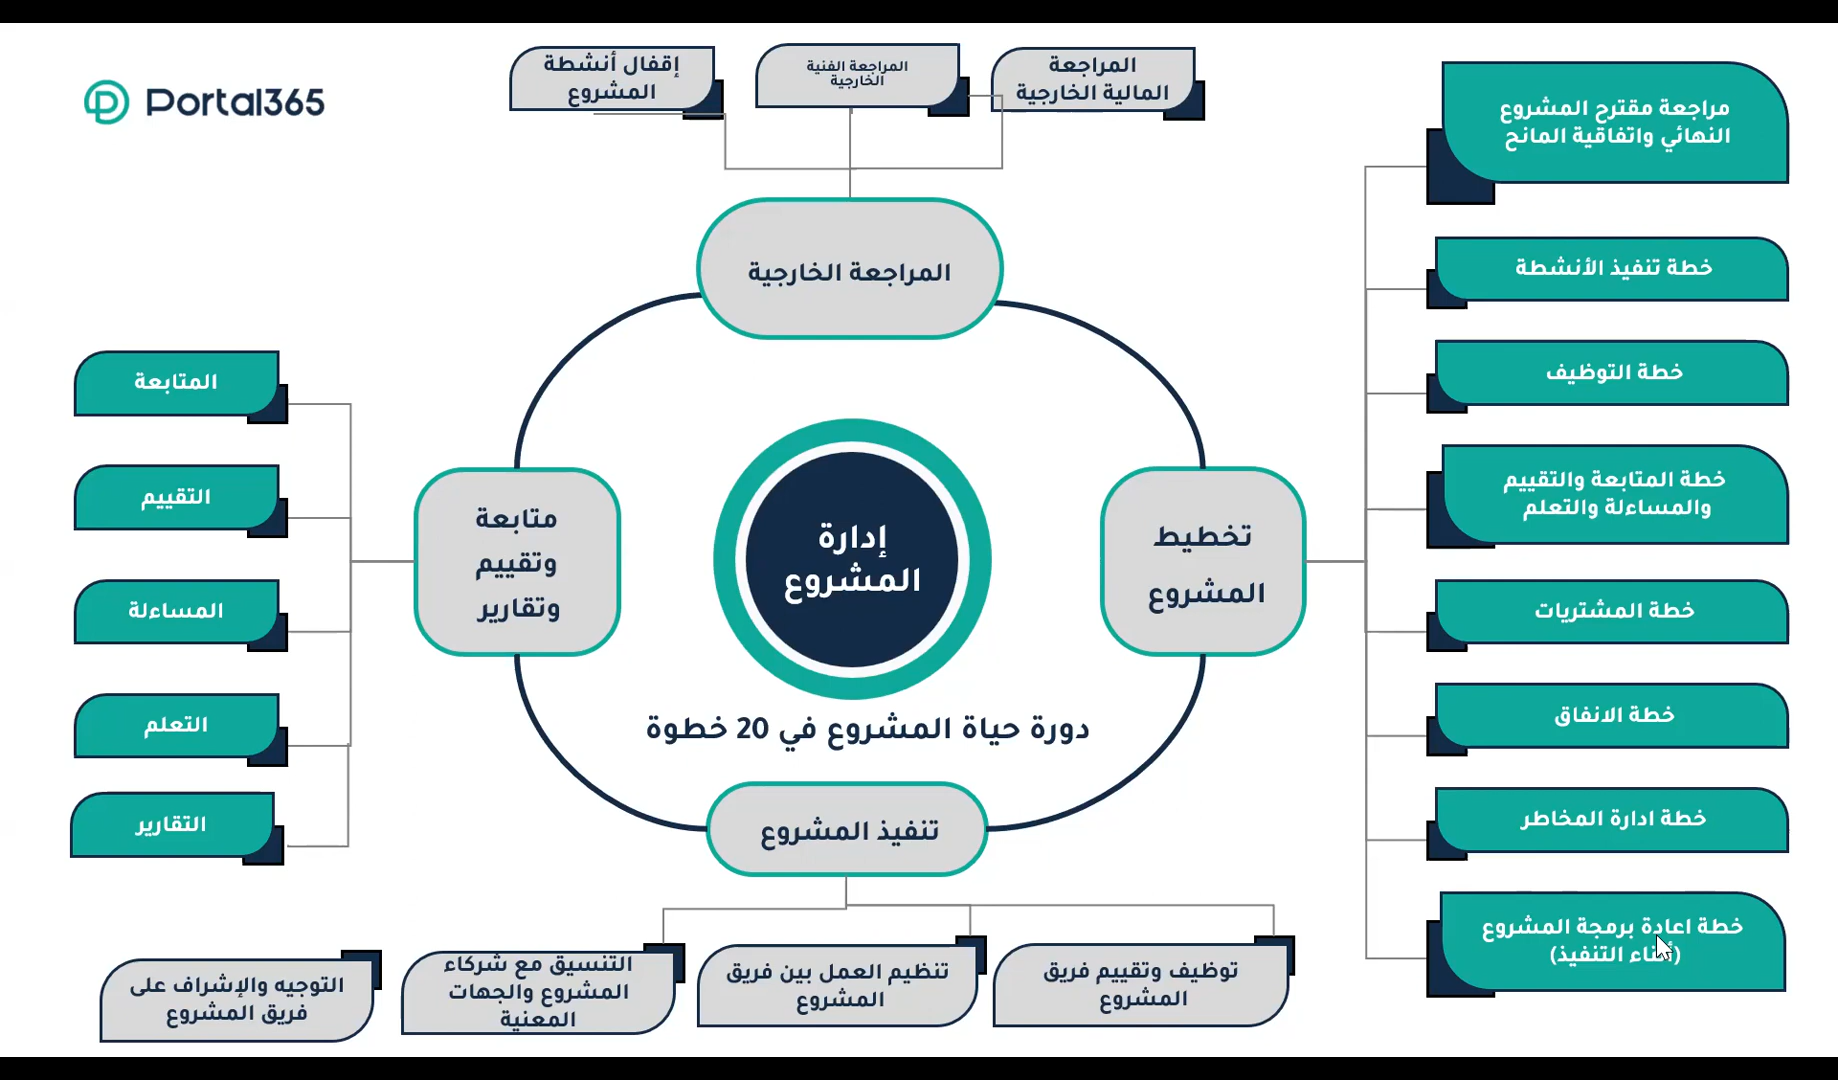 Portal365
إقفال أنشطة
المشروع
المراجعة الفنية
الخارجية
المراجعة
المالية الخارجية
المراجعة الخارجية
مراجعة مقترح المشروع
النهائي واتفاقية المانح
خطة تنفيذ الأنشطة
خطة التوظيف
خطة المتابعة والتقييم
والمساءلة والتعلم
خطة المشتريات
خطة الانفاق
خطة ادارة المخاطر
خطة اعادة برمجة المشروع
(أثناء التنفيذ)
تخطيط
المشروع
إدارة
المشروع
دورة حياة المشروع في 20 خطوة
متابعة
وتقييم
وتقارير
المتابعة
التقييم
المساءلة
التعلم
التقارير
تنفيذ المشروع
توظيف وتقييم فريق
المشروع
تنظيم العمل بين فريق
المشروع
التنسيق مع شركاء
المشروع والجهات
المعنية
التوجيه والإشراف على
فريق المشروع